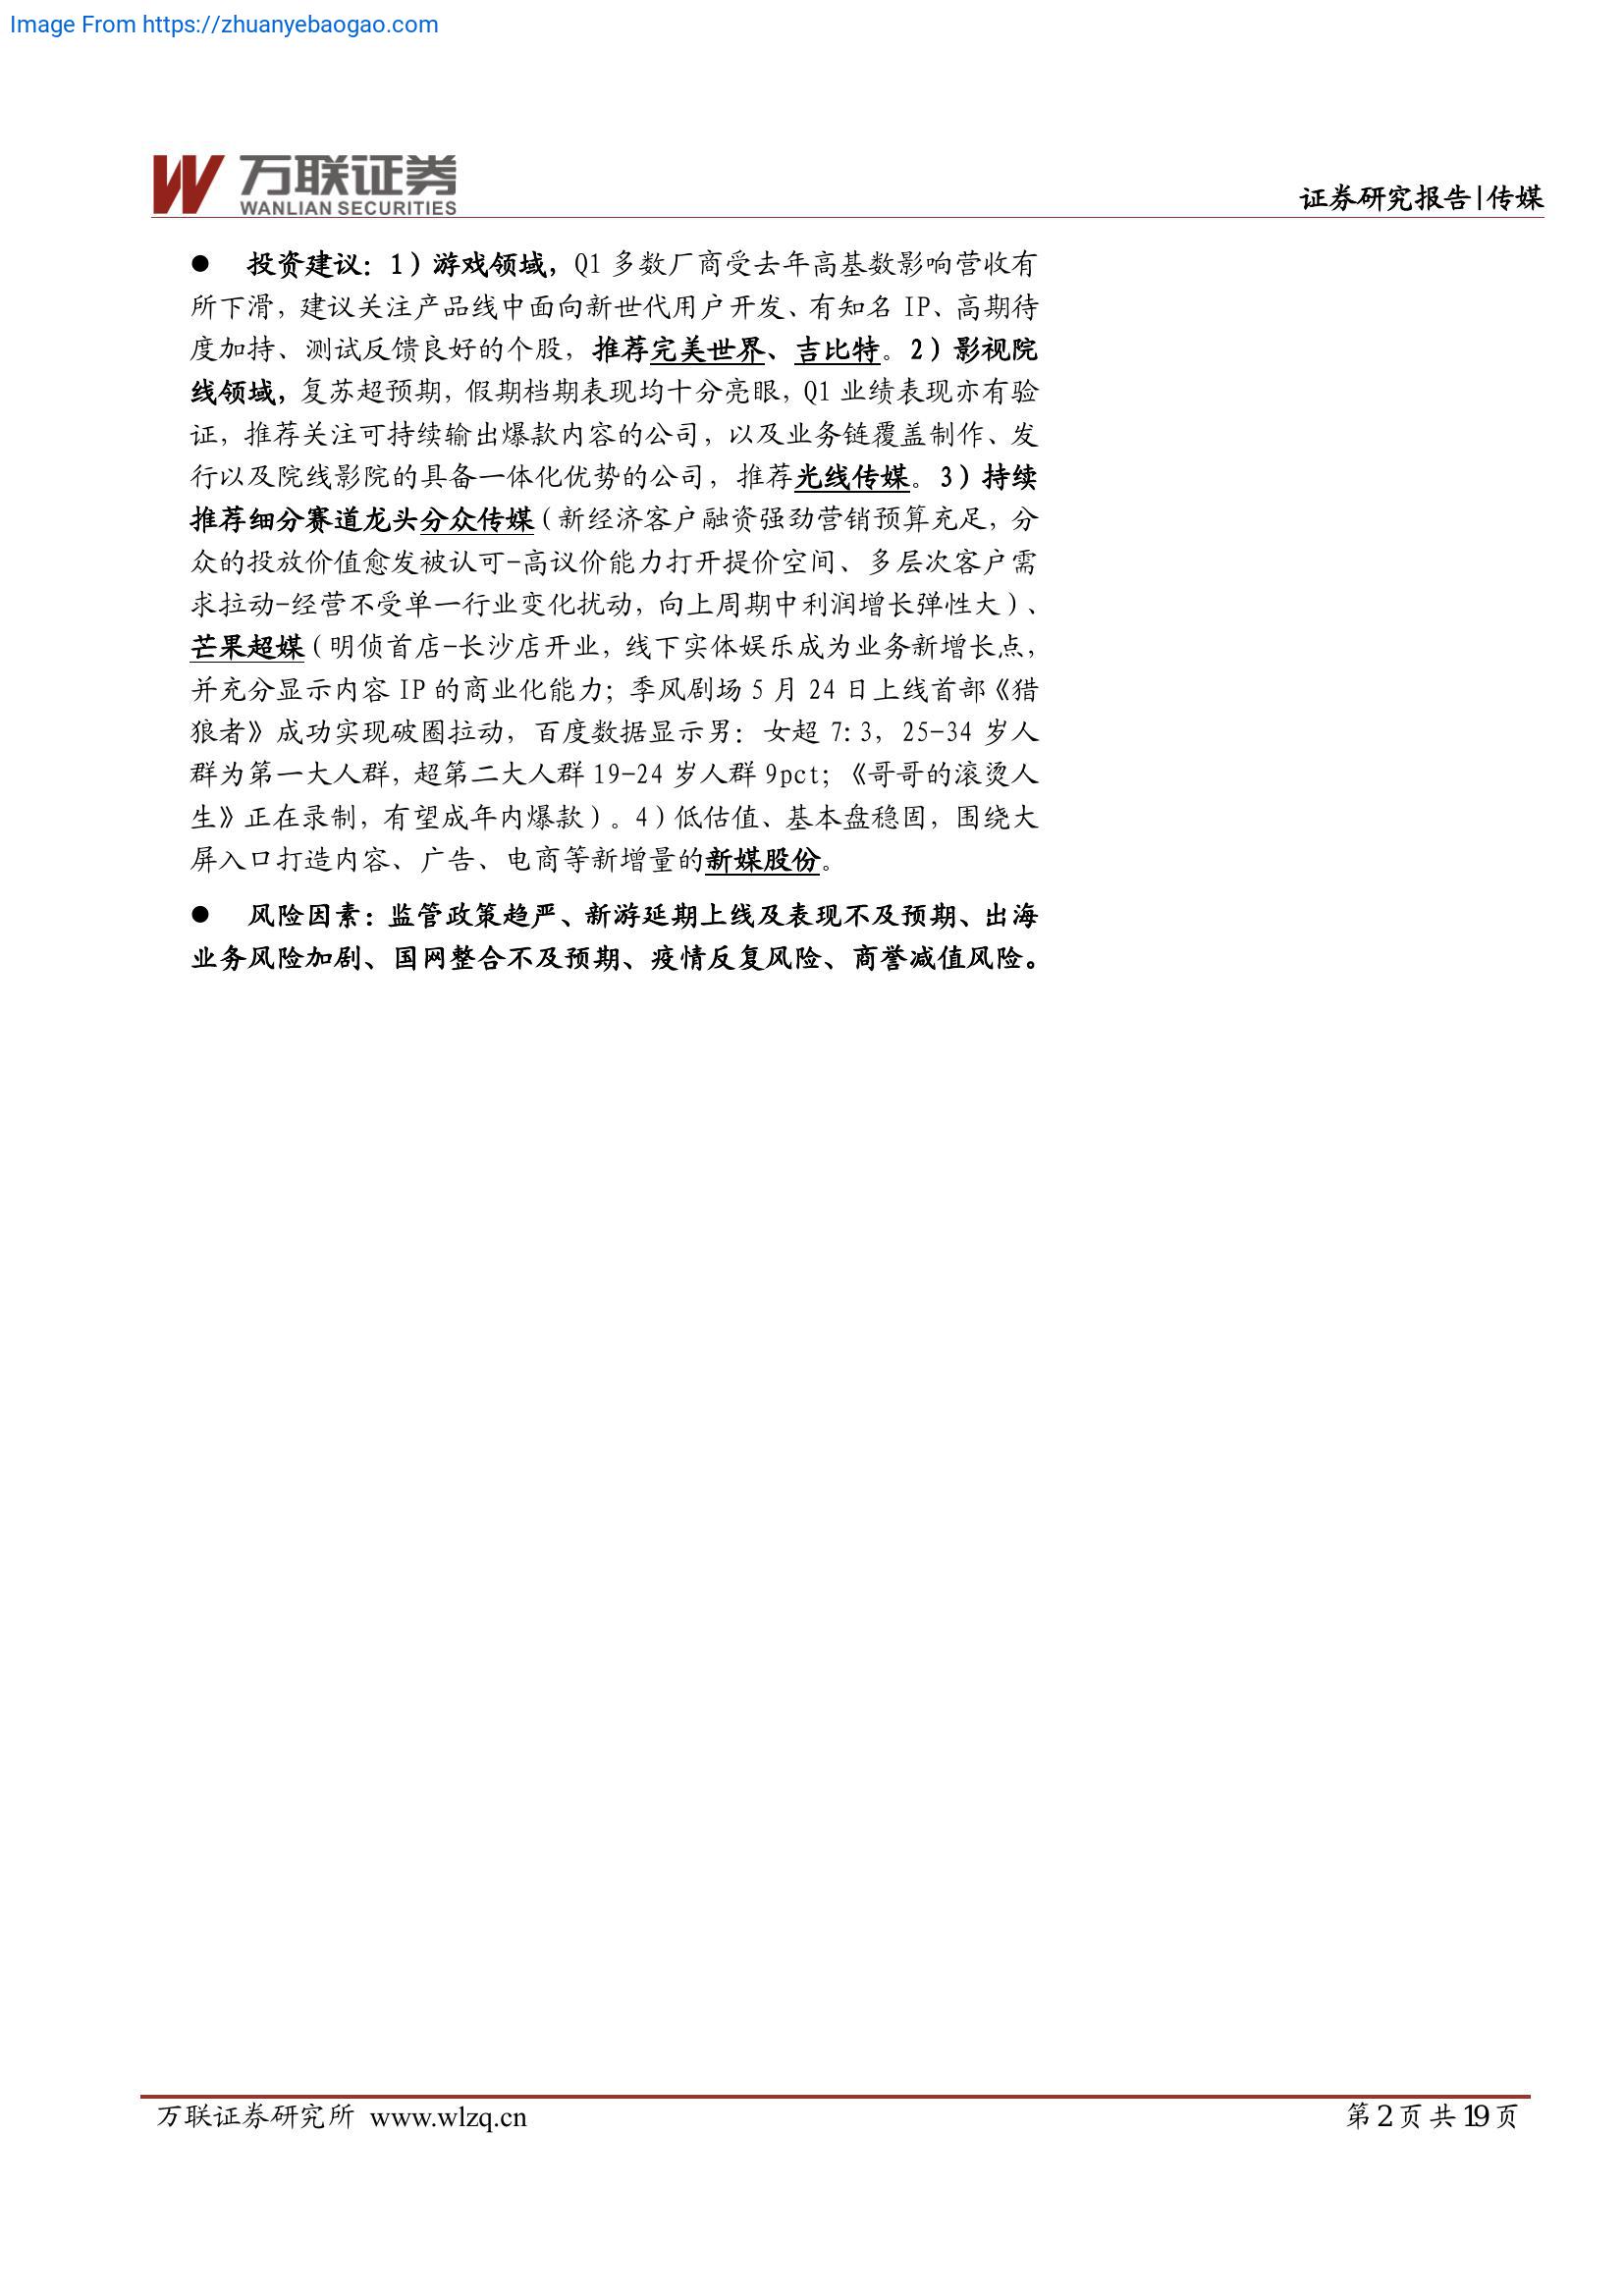 Image From https://zhuanyebaogao.com
万联证券
WANLIAN SECURITIES
证券研究报告|传媒
● 投资建议：1）游戏领域，Q1 多数厂商受去年高基数影响营收有
所下滑，建议关注产品线中面向新世代用户开发、有知名 IP、高期待
度加持、测试反馈良好的个股，推荐完美世界、吉比特。2）影视院
线领域，复苏超预期，假期档期表现均十分亮眼，Q1 业绩表现亦有验
证，推荐关注可持续输出爆款内容的公司，以及业务链覆盖制作、发
行以及院线影院的具备一体化优势的公司，推荐光线传媒。3）持续
推荐细分赛道龙头分众传媒（新经济客户融资强劲营销预算充足，分
众的投放价值愈发被认可-高议价能力打开提价空间、多层次客户需
求拉动-经营不受单一行业变化扰动，向上周期中利润增长弹性大）、
芒果超媒（明侦首店-长沙店开业，线下实体娱乐成为业务新增长点，
并充分显示内容 IP 的商业化能力；季风剧场 5 月 24 日上线首部《猎
狼者》成功实现破圈拉动，百度数据显示男：女超 7:3，25-34 岁人
群为第一大人群，超第二大人群 19-24 岁人群 9pct；《哥哥的滚烫人
生》正在录制，有望成年内爆款）。4）低估值、基本盘稳固，围绕大
屏入口打造内容、广告、电商等新增量的新媒股份。
● 风险因素：监管政策趋严、新游延期上线及表现不及预期、出海
业务风险加剧、国网整合不及预期、疫情反复风险、商誉减值风险。
万联证券研究所 www.wlzq.cn
第 2 页 共 19 页